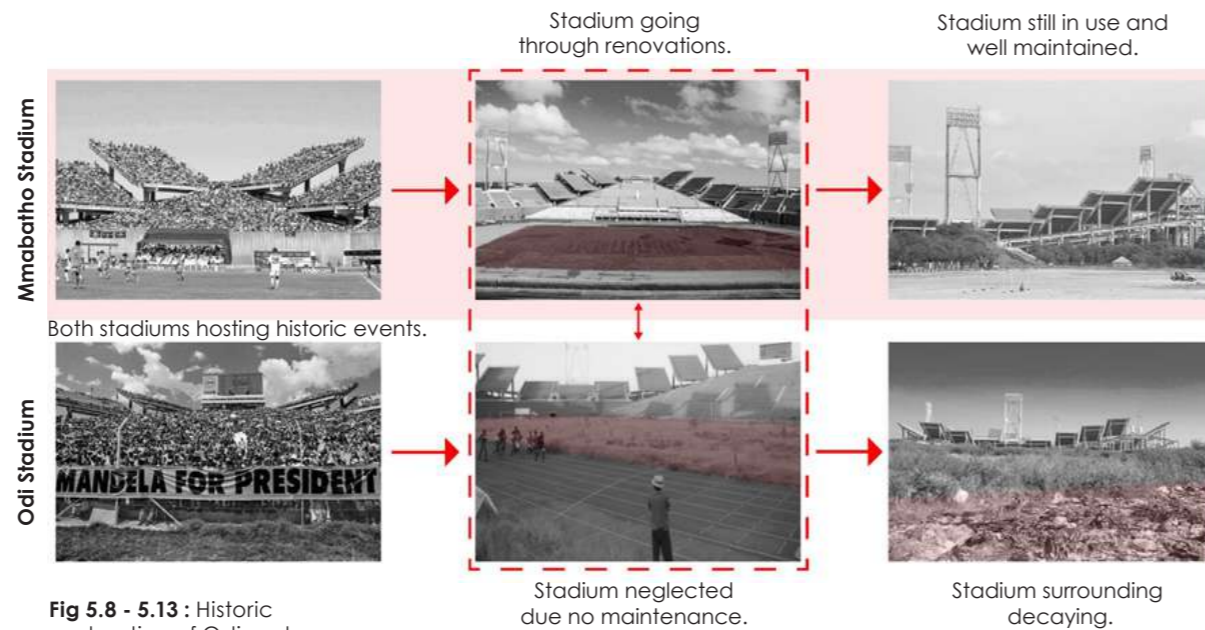 Stadium going
through renovations.
Stadium still in use and
well maintained.
Mmabatho Stadium
Both stadiums hosting historic events.
Odi Stadium
MANDELA FOR PRESIDENT
Stadium neglected
due no maintenance.
Stadium surrounding
decaying.
Fig 5.8 - 5.13 : Historic